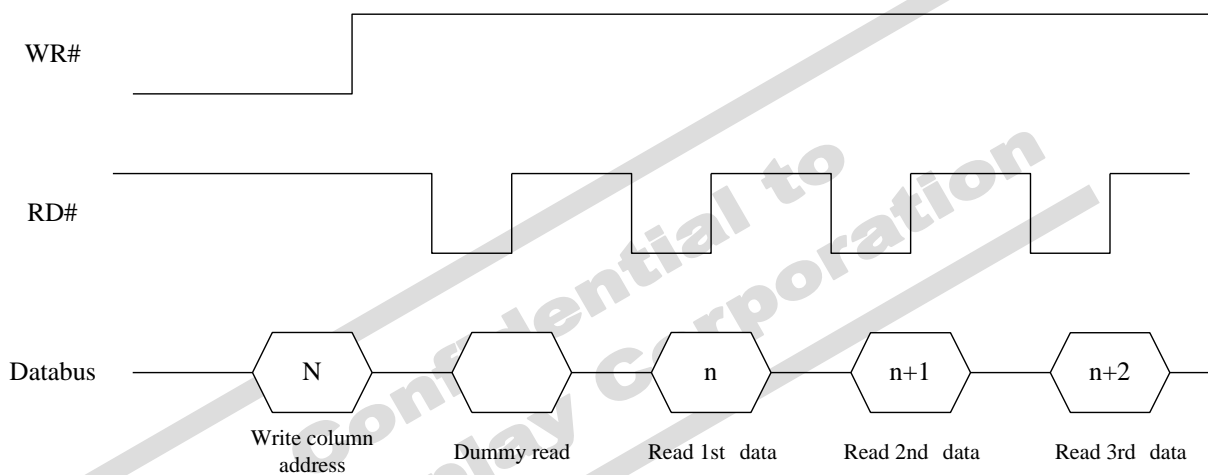 WR#
RD#
Databus
N
n
n+1
n+2
Write column
address
Dummy read
Read 1st data
Read 2nd data
Read 3rd data
Confidential to
play Corporation